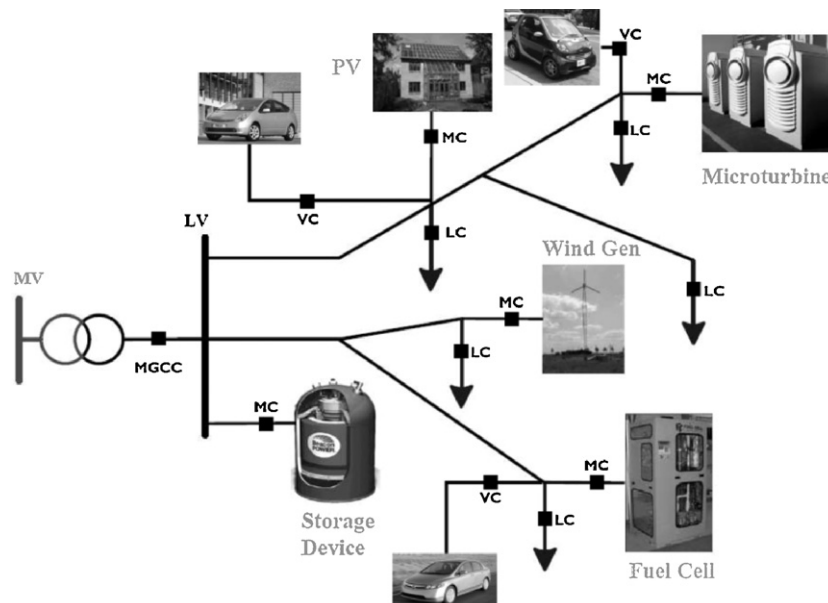 VC
PV
MC
MC
LC
Microturbine
VC
LC
LV
Wind Gen
MV
MC
LC
LC
MGCC
MC
MC
VC
LC
Storage
Device
Fuel Cell